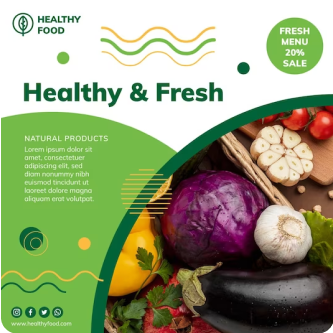 HEALTHY
FOOD
FRESH
MENU
20%
SALE
Healthy & Fresh
NATURAL PRODUCTS
Lorem ipsum dolor sit
amet, consectetuer
adipiscing elit, sed
diam nonummy nibh
euismod tincidunt ut
laoreet dolore magna
aliquam erat volutpat.
www.healthyfood.com